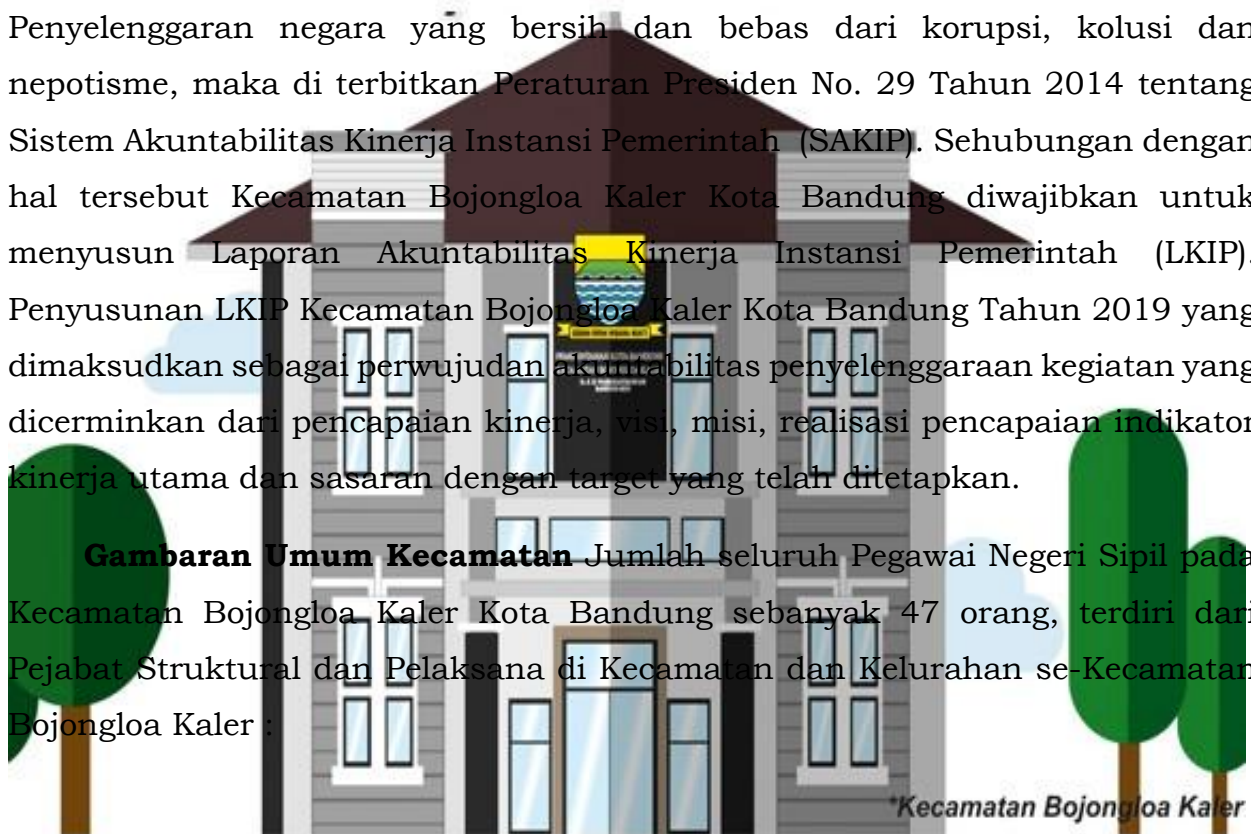 Penyelenggaran negara yang bersih dan bebas dari korupsi, kolusi dan
nepotisme, maka di terbitkan Peraturan Presiden No. 29 Tahun 2014 tentang
Sistem Akuntabilitas Kinerja Instansi Pemerintah (SAKIP). Sehubungan dengan
hal tersebut Kecamatan Bojongloa Kaler Kota Bandung diwajibkan untuk
menyusun Laporan Akuntabilitas Kinerja Instansi Pemerintah (LKIP).
Penyusunan LKIP Kecamatan Bojongloa Kaler Kota Bandung Tahun 2019 yang
dimaksudkan sebagai perwujudan akuntabilitas penyelenggaraan kegiatan yang
dicerminkan dari pencapaian kinerja, visi, misi, realisasi pencapaian indikator
kinerja utama dan sasaran dengan target yang telah ditetapkan.
Gambaran Umum Kecamatan Jumlah seluruh Pegawai Negeri Sipil pada
Kecamatan Bojongloa Kaler Kota Bandung sebanyak 47 orang, terdiri dari
Pejabat Struktural dan Pelaksana di Kecamatan dan Kelurahan se-Kecamatan
Bojongloa Kaler :
*Kecamatan Bojongloa Kaler